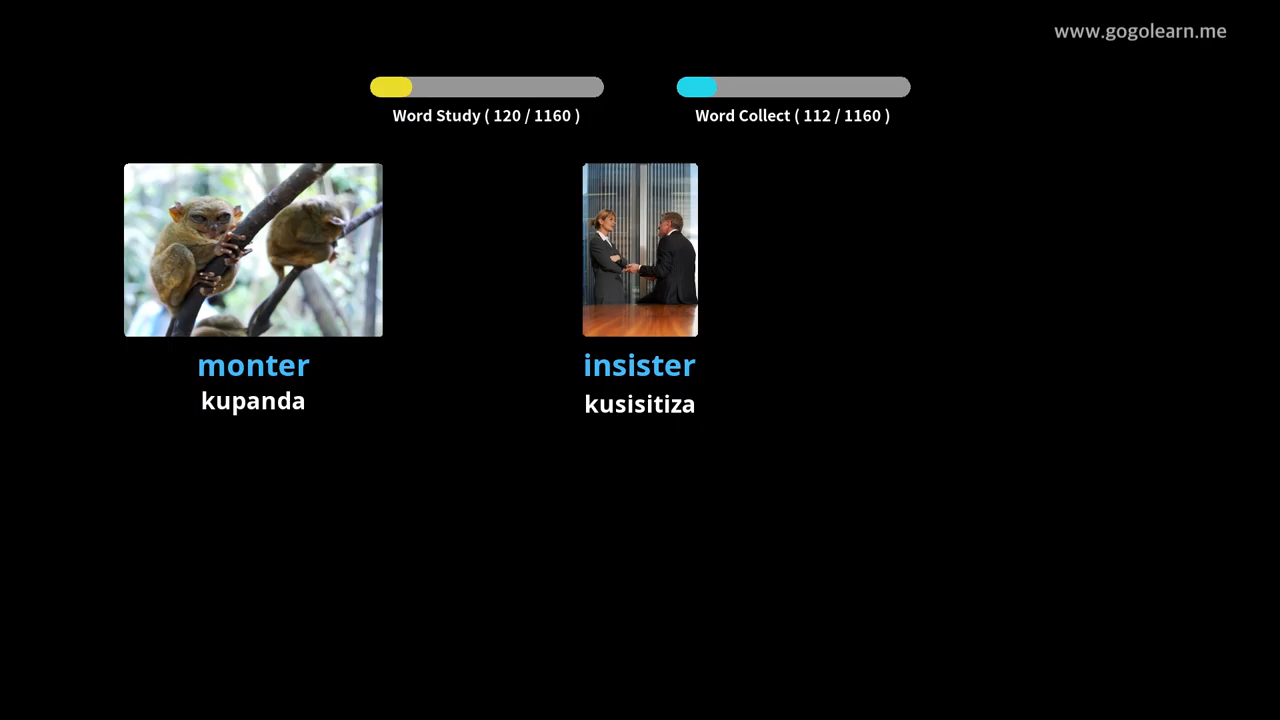 www.gogolearn.me
Word Study ( 120 / 1160 )
Word Collect ( 112 / 1160 )
monter
kupanda
insister
kusisitiza